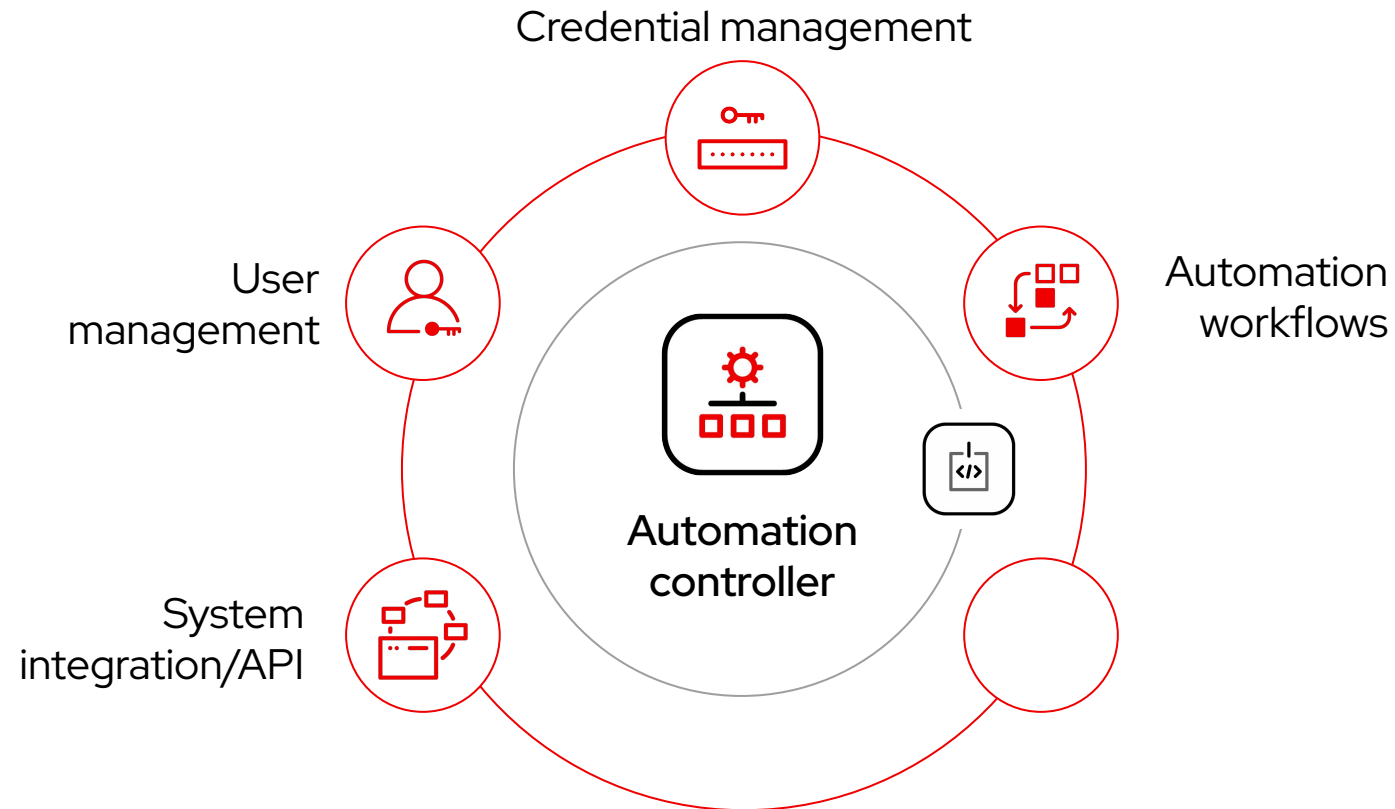 Credential management
User
management
Automation
workflows
</>
Automation
controller
System
integration/API